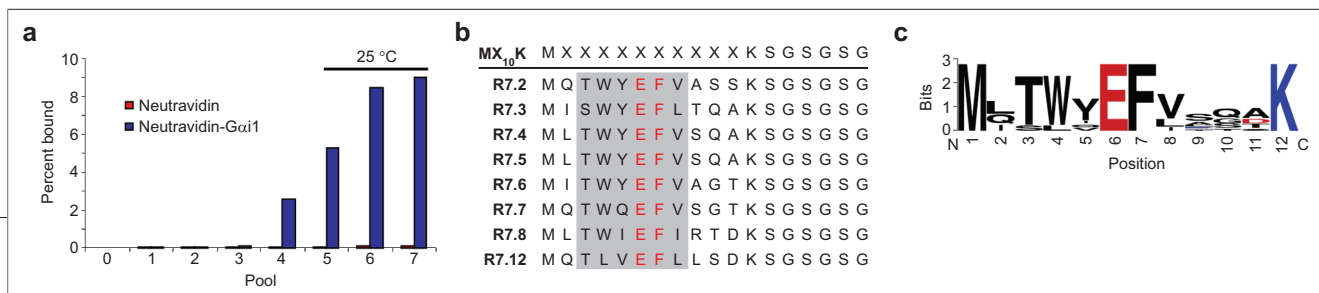 a
Percent bound
10
8
6
4
2
0
25 °C
Neutravidin
Neutravidin-Gαi1
0 1 2 3 4 5 6 7
Pool
b
MX10K M X X X X X X X X X X K S G S G S G
R7.2 M Q T W Y E F V A S S K S G S G S G
R7.3 M I S W Y E F L T Q A K S G S G S G
R7.4 M L T W Y E F V S Q A K S G S G S G
R7.5 M L T W Y E F V S Q A K S G S G S G
R7.6 M I T W Y E F V A G T K S G S G S G
R7.7 M Q T W Q E F V S G T K S G S G S G
R7.8 M L T W I E F I R T D K S G S G S G
R7.12 M Q T L V E F L L S D K S G S G S G
c
Bits
3
2
1
0
M L T W Y E F V S Q A K
N 1 2 3 4 5 6 7 8 9 10 11 12 C
Position